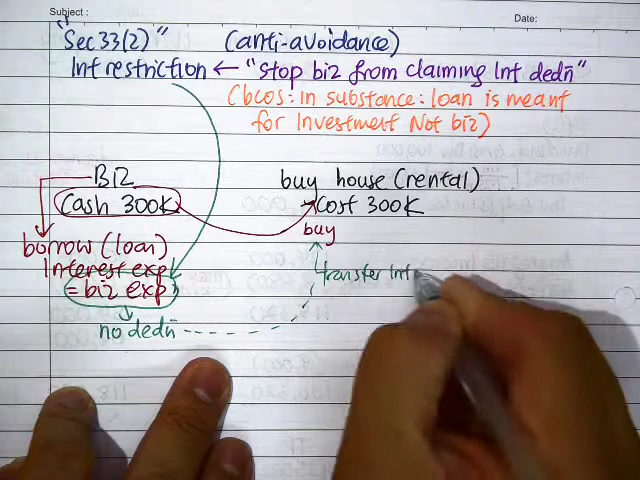 Subject:
Date:
"Sec 33(2)" (anti-avoidance)
Int restriction ← "stop biz from claiming Int dedn̄"
(bcos: in substance: loan is meant
for Investment Not biz)
Biz
buy house (rental)
Cash 300K
Cost 300K
buy
borrow (loan)
Interest exp
= biz exp
transfer Int
no dedn̄